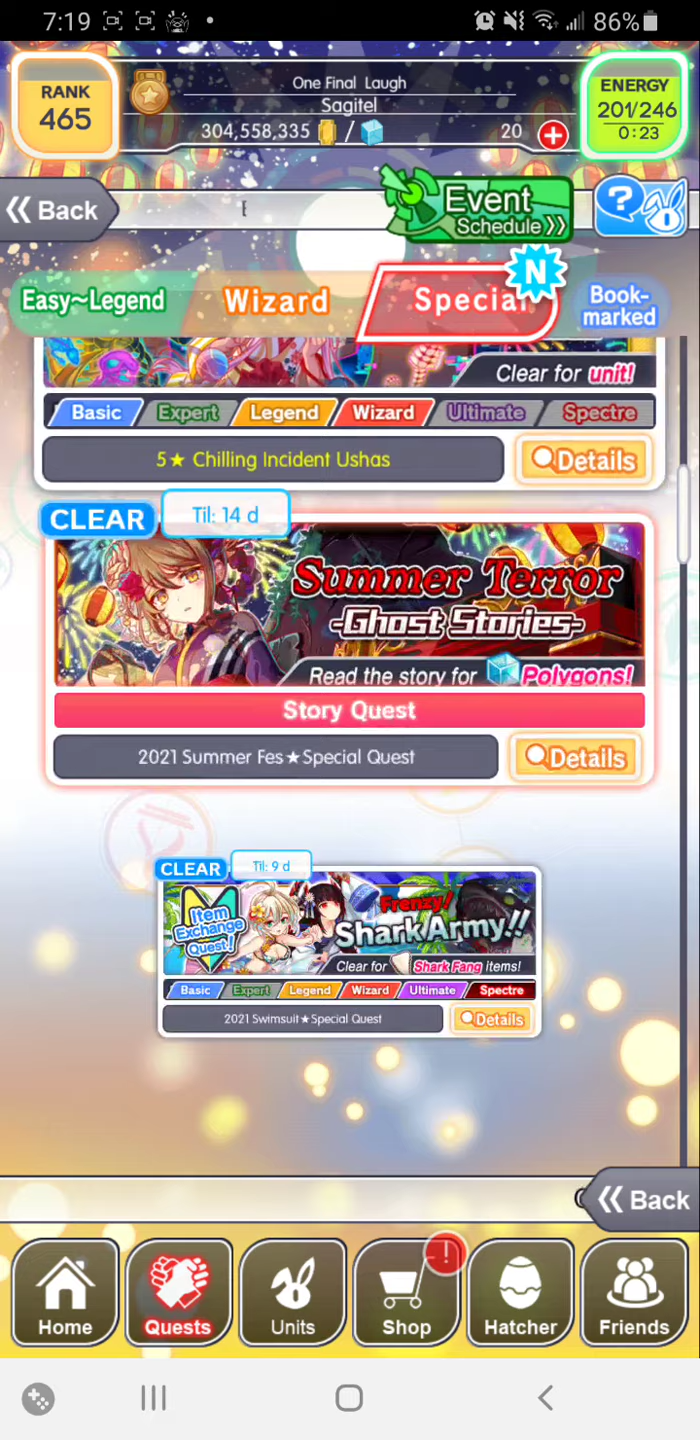 7:19
86%
RANK
465
One Final Laugh
Sagitel
304,558,335 / 20
ENERGY
201/246
0:23
Back
Event
Schedule
?
N
Easy~Legend
Wizard
Special
Book-
marked
Clear for unit!
Basic Expert Legend Wizard Ultimate Spectre
5★ Chilling Incident Ushas
Details
CLEAR
Til: 14 d
Summer Terror
-Ghost Stories-
Read the story for Polygons!
Story Quest
2021 Summer Fes★Special Quest
Details
CLEAR
Til: 9 d
Item
Exchange
Quest!
Frenzy!
Shark Army!!
Clear for Shark Fang items!
Basic Expert Legend Wizard Ultimate Spectre
2021 Swimsuit★Special Quest
Details
Back
!
Home
Quests
Units
Shop
Hatcher
Friends